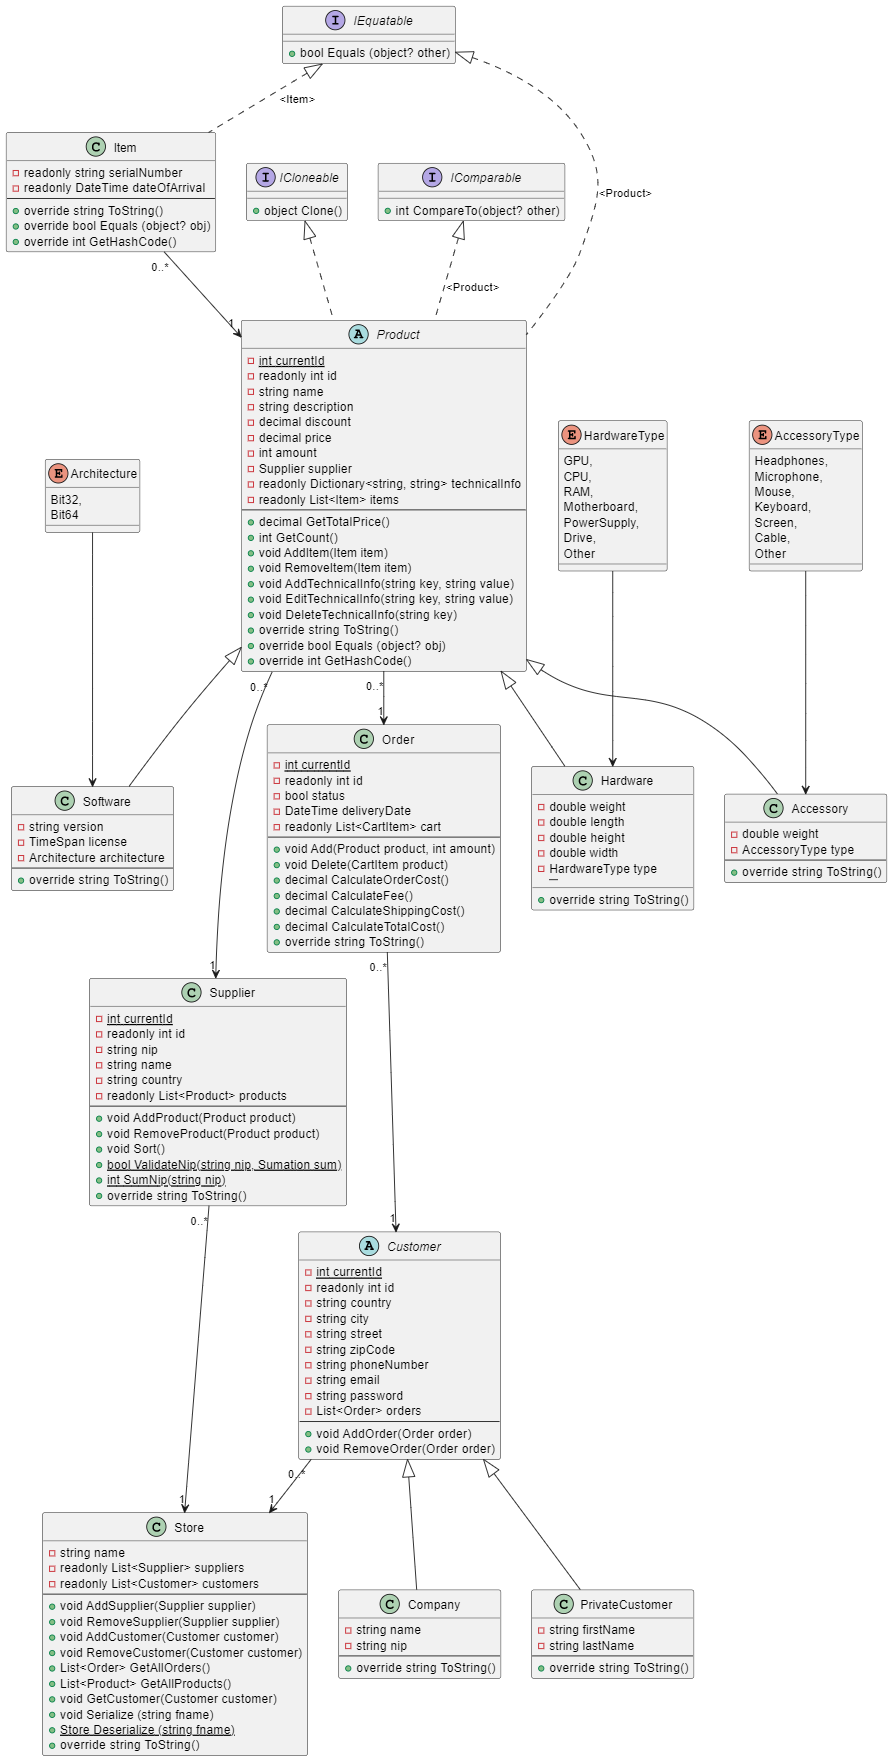 I IEquatable
bool Equals (object? other)
<Item>
C Item
readonly string serialNumber
readonly DateTime dateOfArrival
override string ToString()
override bool Equals (object? obj)
override int GetHashCode()
I ICloneable
object Clone()
I IComparable
int CompareTo(object? other)
<Product>
<Product>
0..*
1
A Product
int currentId
readonly int id
string name
string description
decimal discount
decimal price
int amount
Supplier supplier
readonly Dictionary<string, string> technicalInfo
readonly List<Item> items
decimal GetTotalPrice()
int GetCount()
void AddItem(Item item)
void RemoveItem(Item item)
void AddTechnicalInfo(string key, string value)
void EditTechnicalInfo(string key, string value)
void DeleteTechnicalInfo(string key)
override string ToString()
override bool Equals (object? obj)
override int GetHashCode()
E Architecture
Bit32,
Bit64
E HardwareType
GPU,
CPU,
RAM,
Motherboard,
PowerSupply,
Drive,
Other
E AccessoryType
Headphones,
Microphone,
Mouse,
Keyboard,
Screen,
Cable,
Other
0..*
0..*
1
C Software
string version
TimeSpan license
Architecture architecture
override string ToString()
C Order
int currentId
readonly int id
bool status
DateTime deliveryDate
readonly List<CartItem> cart
void Add(Product product, int amount)
void Delete(CartItem product)
decimal CalculateOrderCost()
decimal CalculateFee()
decimal CalculateShippingCost()
decimal CalculateTotalCost()
override string ToString()
C Hardware
double weight
double length
double height
double width
HardwareType type
override string ToString()
C Accessory
double weight
AccessoryType type
override string ToString()
1
0..*
C Supplier
int currentId
readonly int id
string nip
string name
string country
readonly List<Product> products
void AddProduct(Product product)
void RemoveProduct(Product product)
void Sort()
bool ValidateNip(string nip, Sumation sum)
int SumNip(string nip)
override string ToString()
0..*
1
A Customer
int currentId
readonly int id
string country
string city
string street
string zipCode
string phoneNumber
string email
string password
List<Order> orders
void AddOrder(Order order)
void RemoveOrder(Order order)
0..*
1
1
C Store
string name
readonly List<Supplier> suppliers
readonly List<Customer> customers
void AddSupplier(Supplier supplier)
void RemoveSupplier(Supplier supplier)
void AddCustomer(Customer customer)
void RemoveCustomer(Customer customer)
List<Order> GetAllOrders()
List<Product> GetAllProducts()
void GetCustomer(Customer customer)
void Serialize (string fname)
Store Deserialize (string fname)
override string ToString()
C Company
string name
string nip
override string ToString()
C PrivateCustomer
string firstName
string lastName
override string ToString()